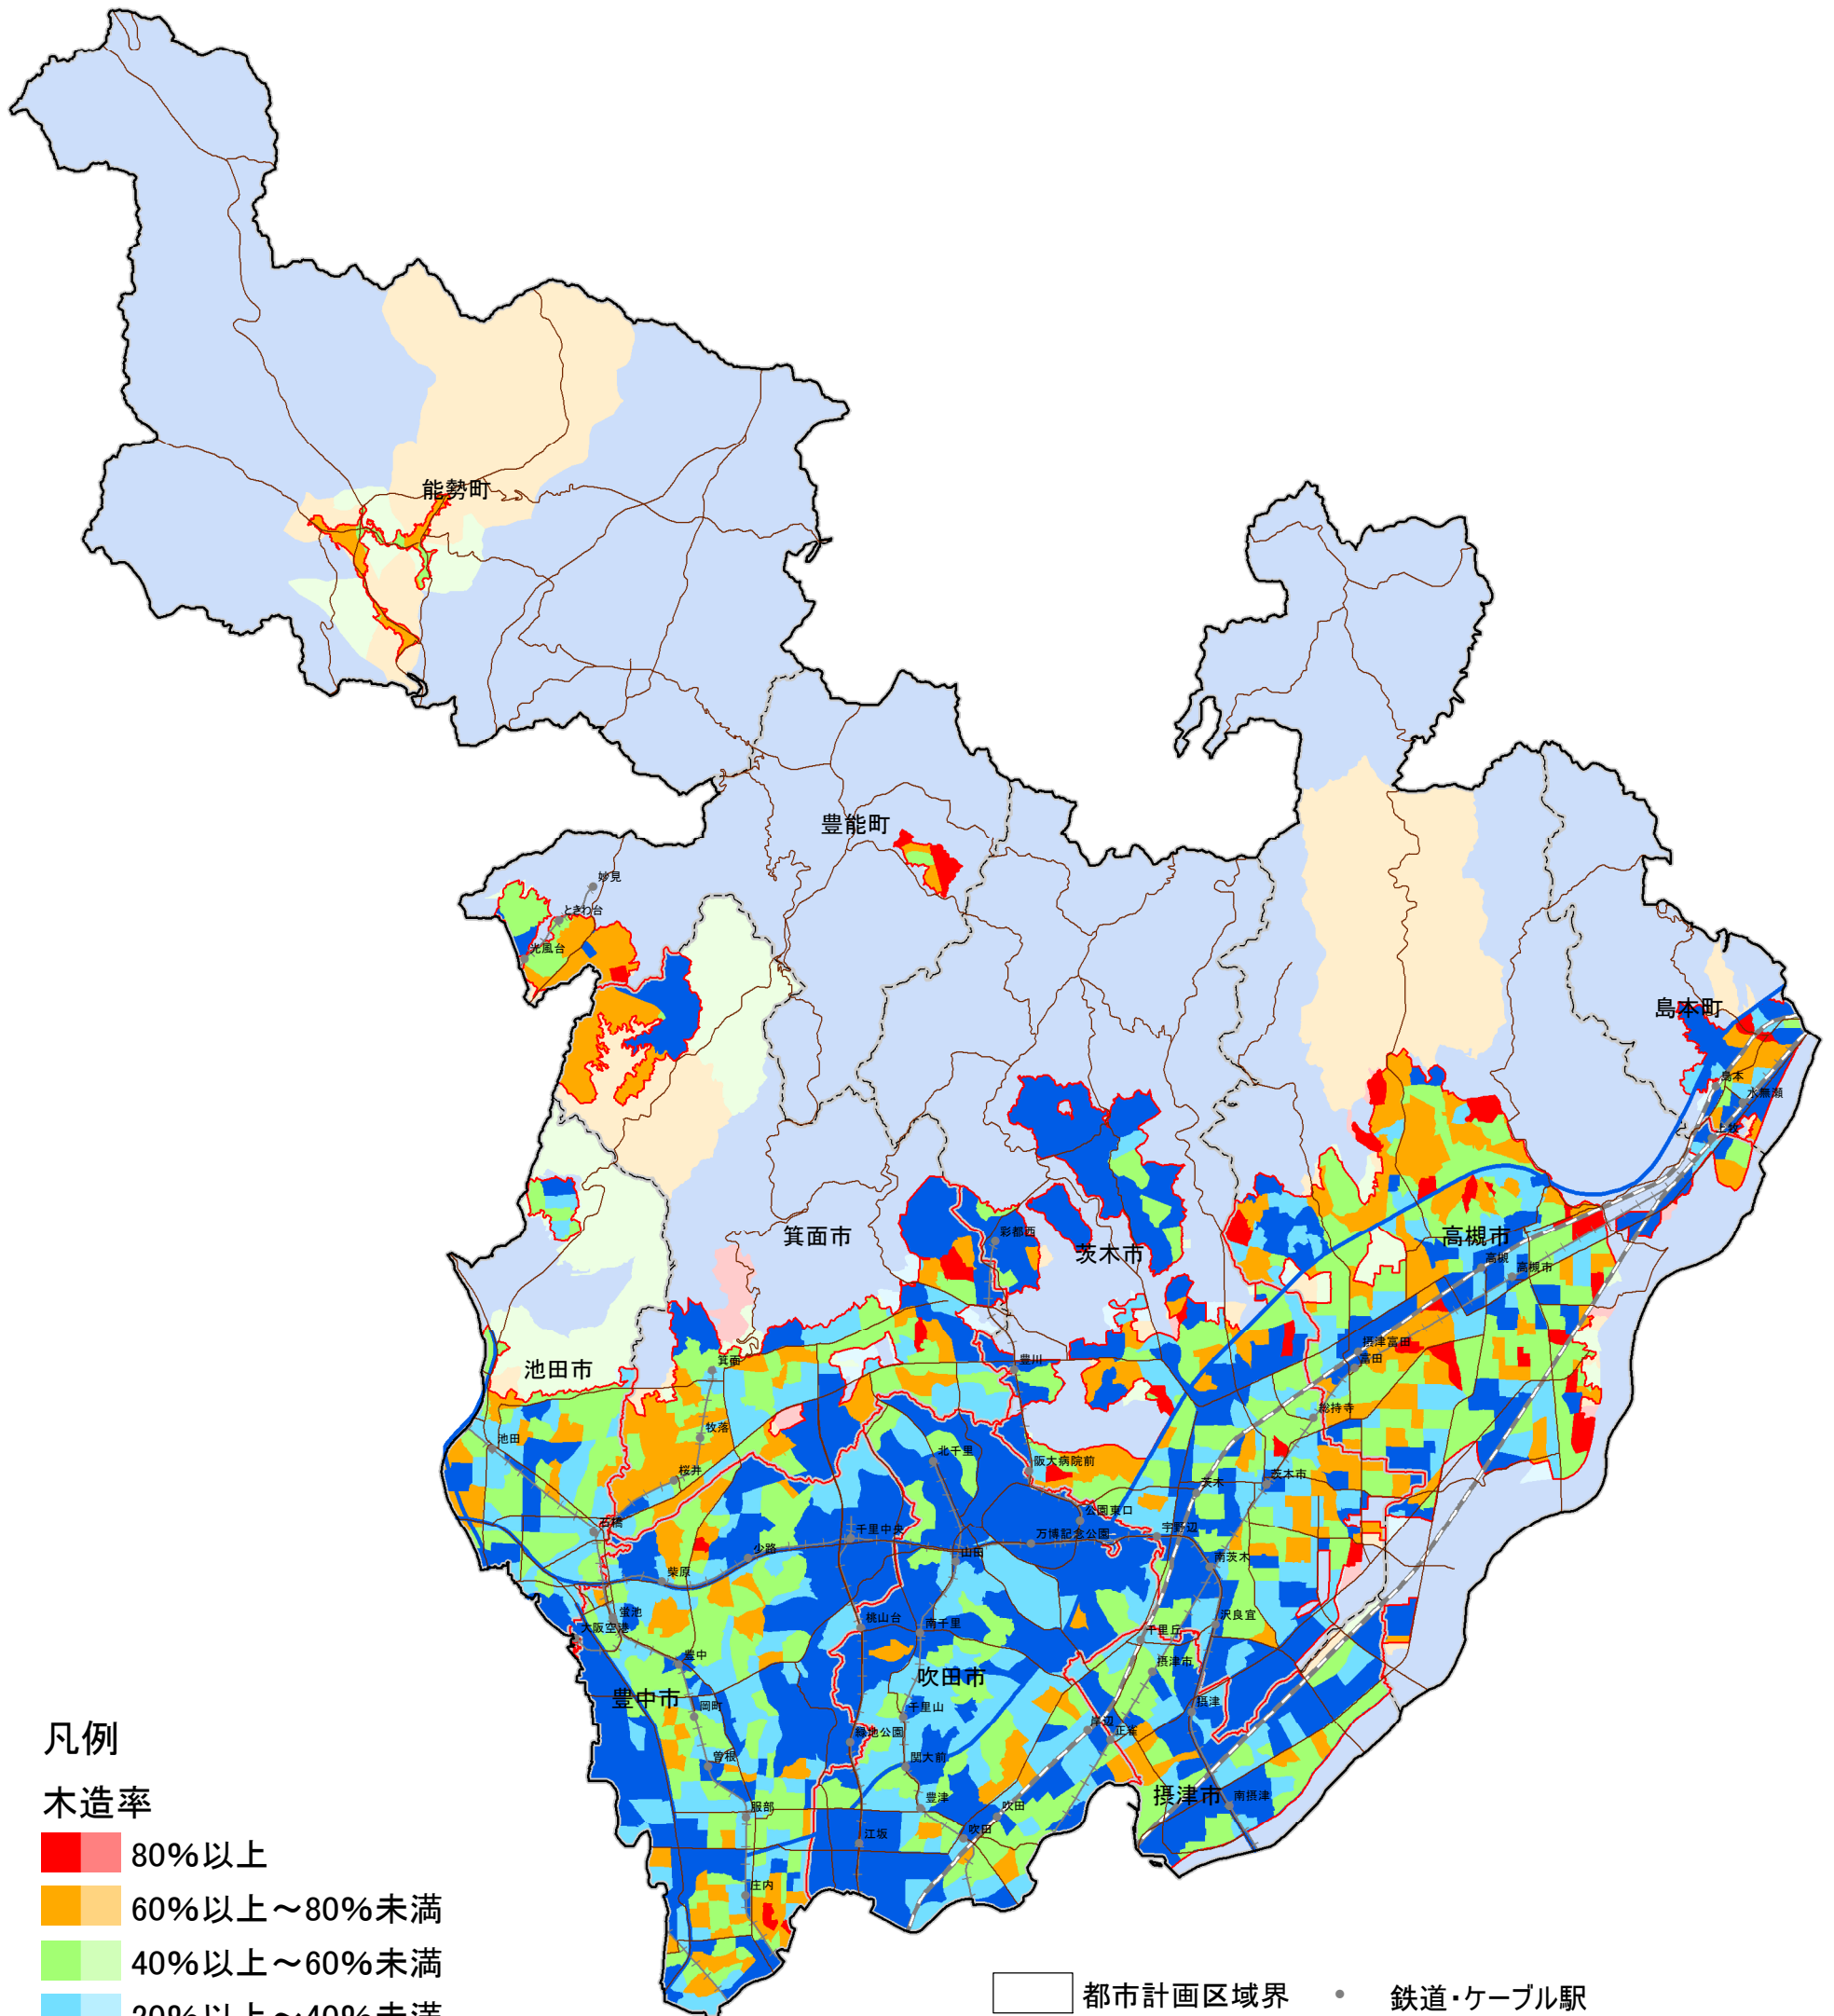 能勢町
豊能町
妙見
ときわ台
光風台
島本町
島本
水無瀬
上牧
箕面市
彩都西
茨木市
高槻市
高槻
高槻市
池田市
箕面
豊川
摂津富田
富田
総持寺
牧落
池田
桜井
北千里
阪大病院前
茨木
茨木市
石橋
千里中央
公園東口
万博記念公園
宇野辺
少路
山田
南茨木
柴原
蛍池
大阪空港
桃山台
南千里
沢良宜
千里丘
豊中
吹田市
摂津市
豊中市
岡町
千里山
摂津
緑地公園
岸辺
正雀
曽根
関大前
摂津市
南摂津
豊津
服部
吹田
江坂
吹田
庄内
凡例
木造率
80%以上
60%以上～80%未満
40%以上～60%未満
20%以上～40%未満
都市計画区域界
鉄道・ケーブル駅